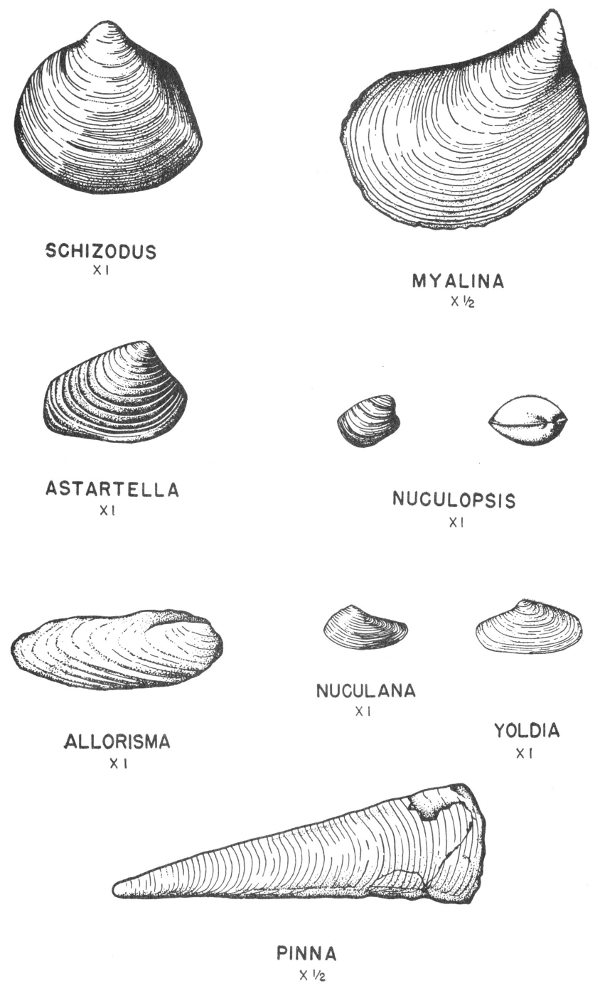 SCHIZODUS
X1
MYALINA
X ½
ASTARTELLA
X1
NUCULOPSIS
X1
ALLORISMA
X1
NUCULANA
X1
YOLDIA
X1
PINNA
X ½